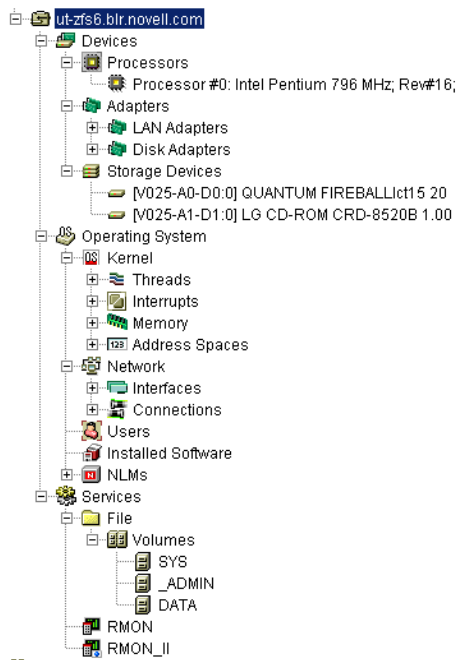 ut-zfs6.blr.novell.com
Devices
Processors
Processor #0: Intel Pentium 796 MHz; Rev#16;
Adapters
LAN Adapters
Disk Adapters
Storage Devices
[V025-A0-D0:0] QUANTUM FIREBALLlct15 20
[V025-A1-D1:0] LG CD-ROM CRD-8520B 1.00
OS Operating System
OS Kernel
Threads
Interrupts
Memory
123 Address Spaces
Network
Interfaces
Connections
Users
Installed Software
N NLMs
Services
File
Volumes
SYS
_ADMIN
DATA
RMON
RMON_II